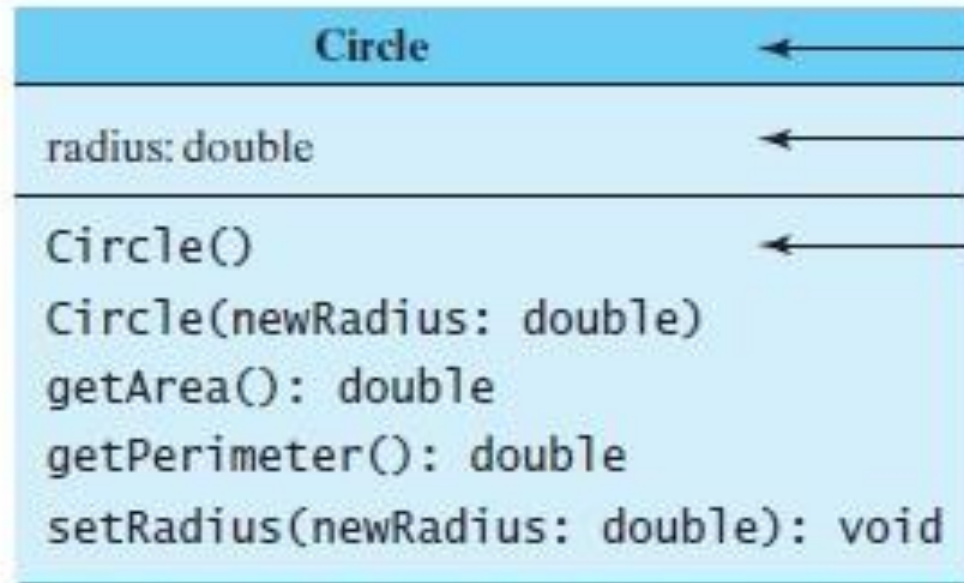 Circle
radius: double
Circle()
Circle(newRadius: double)
getArea(): double
getPerimeter(): double
setRadius(newRadius: double): void